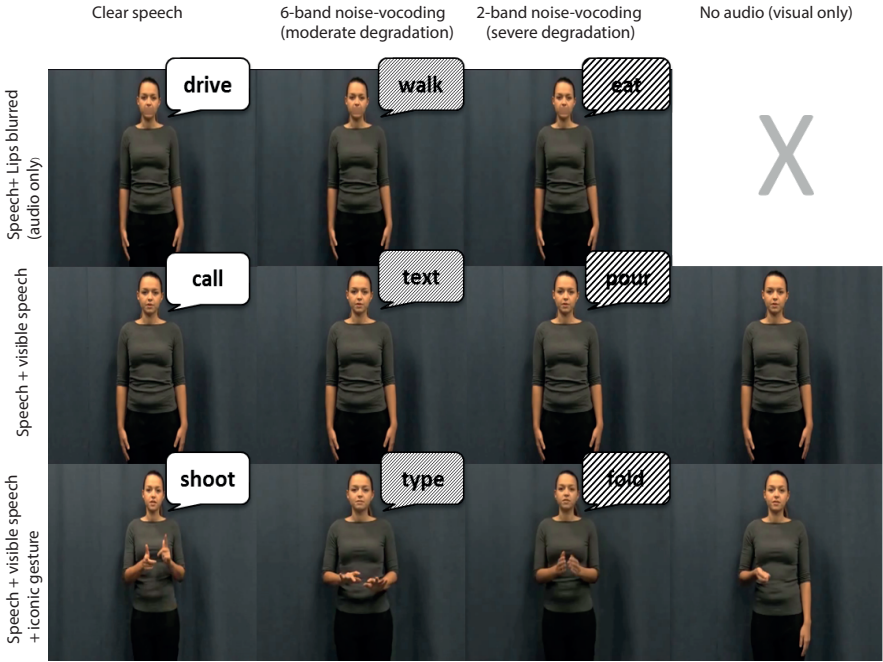 Clear speech
6-band noise-vocoding
(moderate degradation)
2-band noise-vocoding
(severe degradation)
No audio (visual only)
Speech+ Lips blurred
(audio only)
drive
walk
eat
X
Speech + visible speech
call
text
pour
Speech + visible speech
+ iconic gesture
shoot
type
fold